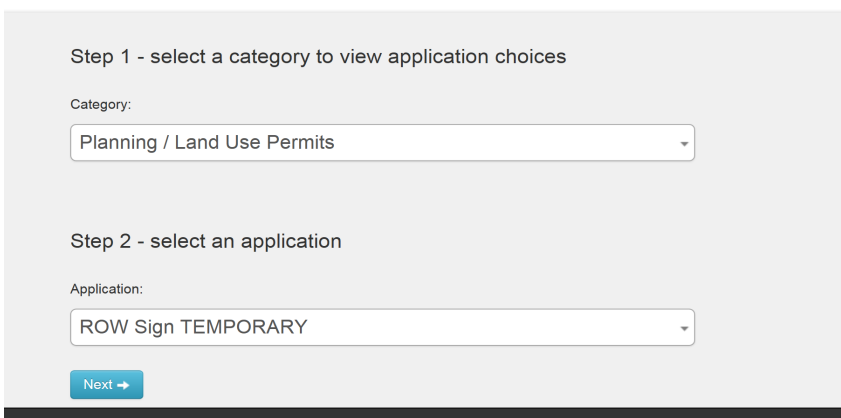 Step 1 - select a category to view application choices
Category:
Planning / Land Use Permits
Step 2 - select an application
Application:
ROW Sign TEMPORARY
Next